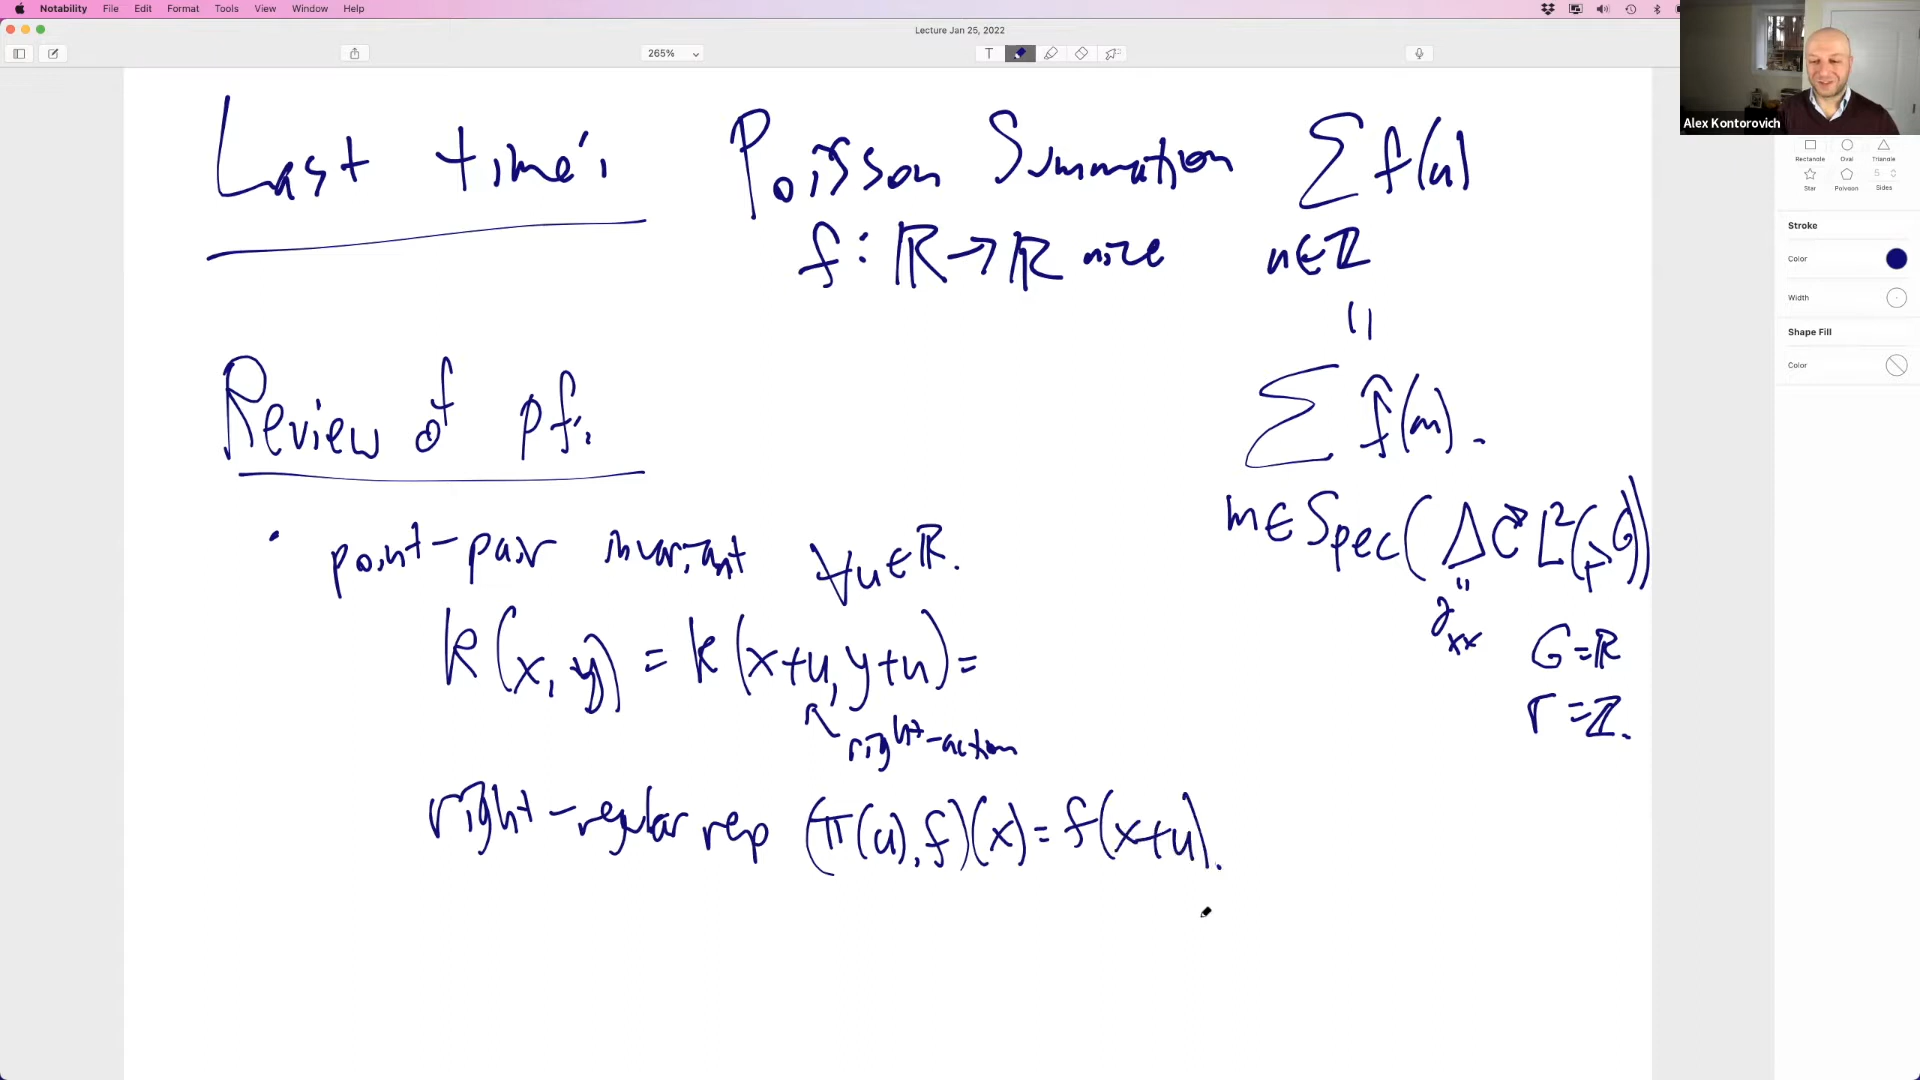 Notability File Edit Format Tools View Window Help
Lecture Jan 25, 2022
265%
T
Alex Kontorovich
Rectangle Oval Triangle
Star Polygon 5 Sides
Stroke
Color
Width
Shape Fill
Color
Last time: Poisson Summation ∑ f(n)
f: ℝ→ℝ nice n∈ℤ
||
∑ f̂(m).
Review of pf:
m∈Spec(Δ ↻ L²(Γ\G))
"
∂xx
G=ℝ
Γ=ℤ.
• point-pair invariant ∀u∈ℝ.
k(x,y) = k(x+u, y+u) =
right-action
right-regular rep (π(u).f)(x) = f(x+u).